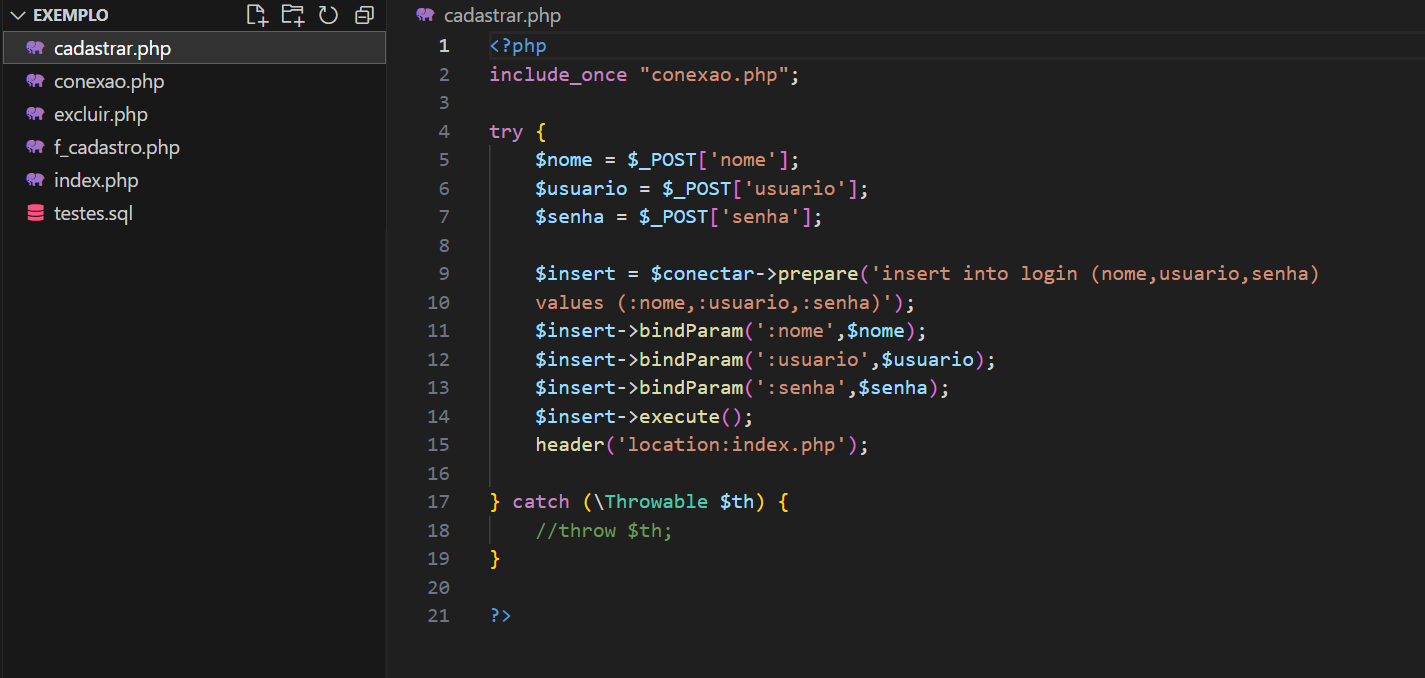 EXEMPLO
cadastrar.php
conexao.php
excluir.php
f_cadastro.php
index.php
testes.sql
cadastrar.php
1 <?php
2 include_once "conexao.php";
3
4 try {
5     $nome = $_POST['nome'];
6     $usuario = $_POST['usuario'];
7     $senha = $_POST['senha'];
8
9     $insert = $conectar->prepare('insert into login (nome,usuario,senha)
10     values (:nome,:usuario,:senha)');
11     $insert->bindParam(':nome',$nome);
12     $insert->bindParam(':usuario',$usuario);
13     $insert->bindParam(':senha',$senha);
14     $insert->execute();
15     header('location:index.php');
16
17 } catch (\Throwable $th) {
18     //throw $th;
19 }
20
21 ?>